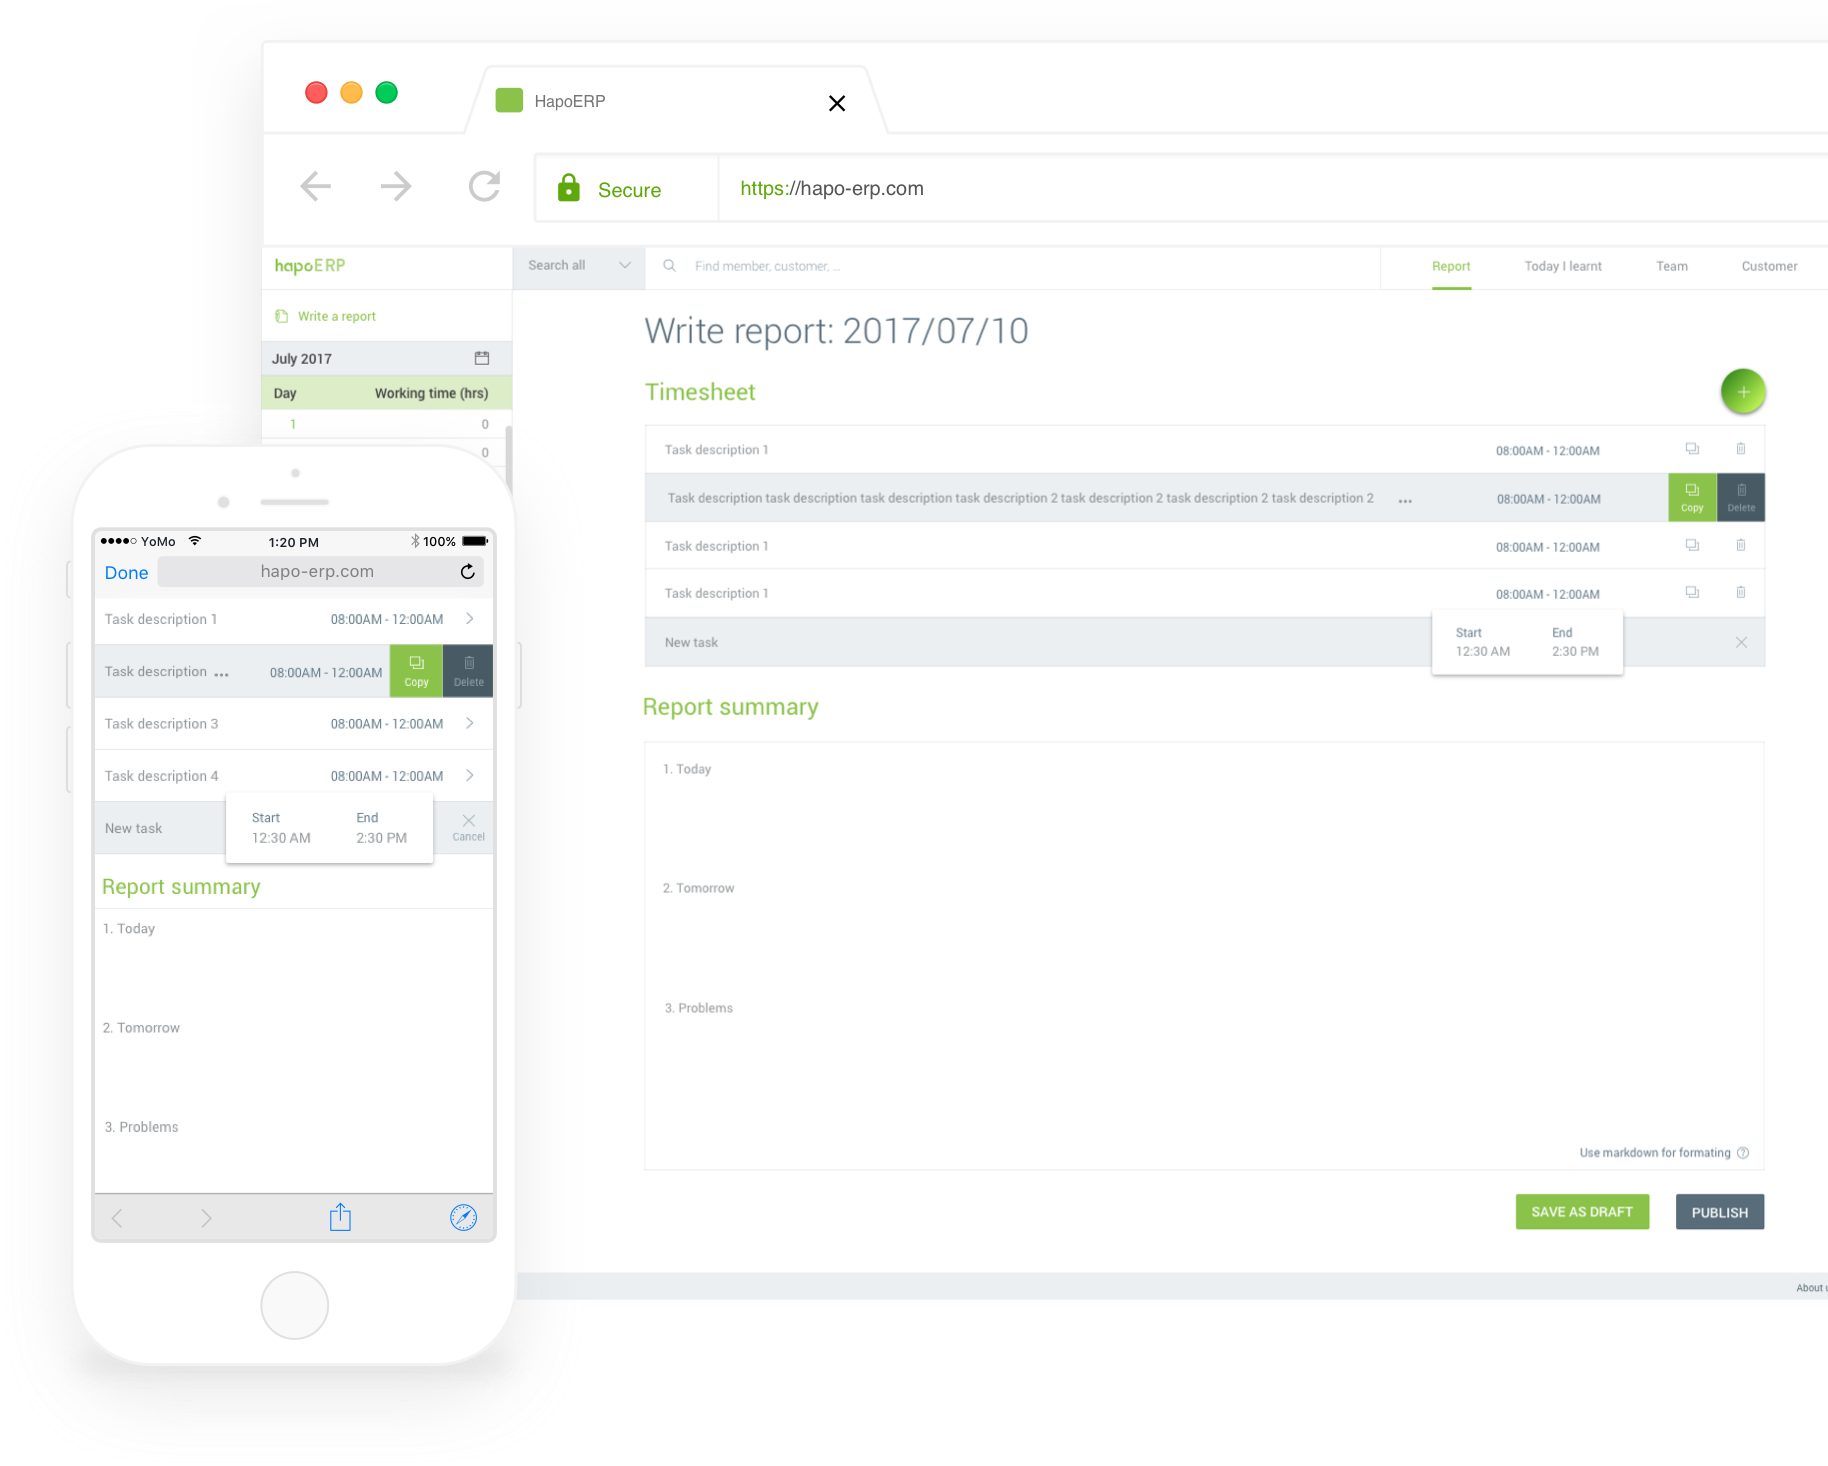 HapoERP
Secure
https://hapo-erp.com
hapoERP
Search all
Find member, customer, ...
Report
Today I learnt
Team
Customer
Write a report
July 2017
Day
Working time (hrs)
1
0
0
Write report: 2017/07/10
Timesheet
+
Task description 1
08:00AM - 12:00AM
Task description task description task description task description 2 task description 2 task description 2 task description 2 ...
08:00AM - 12:00AM
Copy
Delete
Task description 1
08:00AM - 12:00AM
Task description 1
08:00AM - 12:00AM
New task
Start
End
12:30 AM
2:30 PM
Report summary
1. Today
2. Tomorrow
3. Problems
Use markdown for formating
SAVE AS DRAFT
PUBLISH
About
YoMo
1:20 PM
100%
Done
hapo-erp.com
Task description 1
08:00AM - 12:00AM
Task description ...
08:00AM - 12:00AM
Copy
Delete
Task description 3
08:00AM - 12:00AM
Task description 4
08:00AM - 12:00AM
New task
Start
End
12:30 AM
2:30 PM
Cancel
Report summary
1. Today
2. Tomorrow
3. Problems